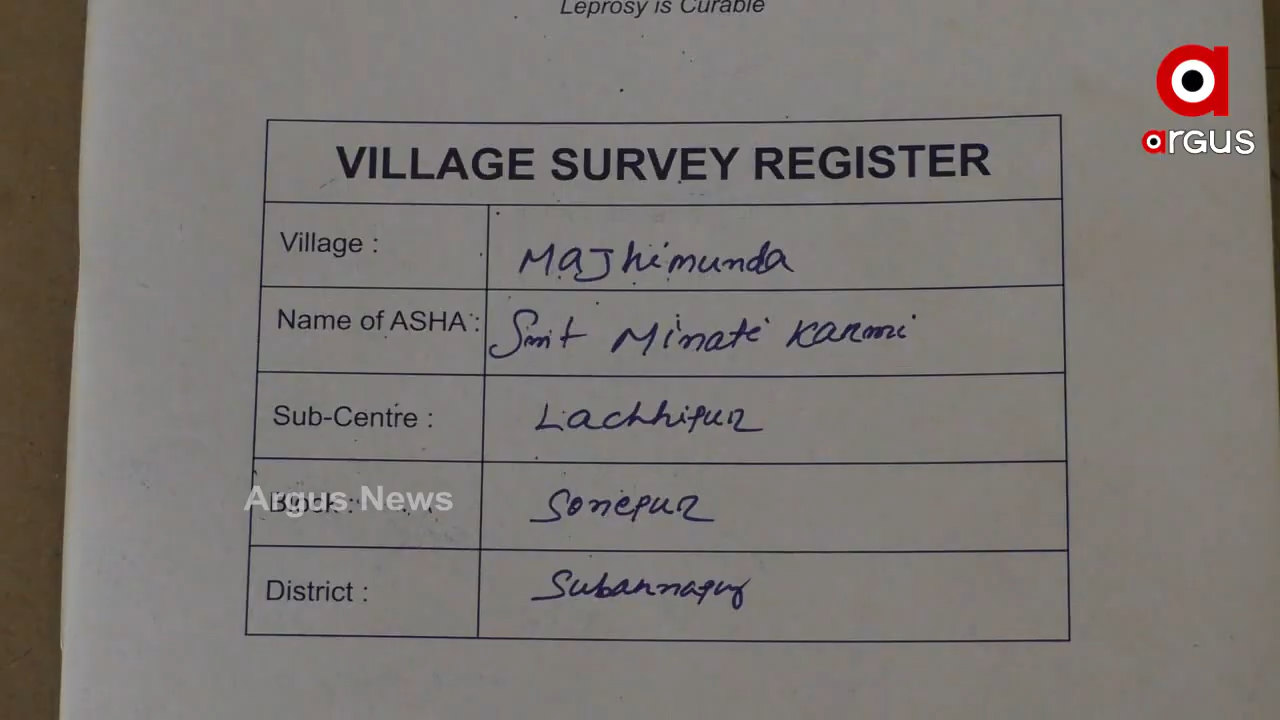 Leprosy is Curable
argus
VILLAGE SURVEY REGISTER
Village : Majhimunda
Name of ASHA : Smt Minati Karmi
Sub-Centre : Lachhipur
Block : Sonepur
Argus News
District : Subarnapur